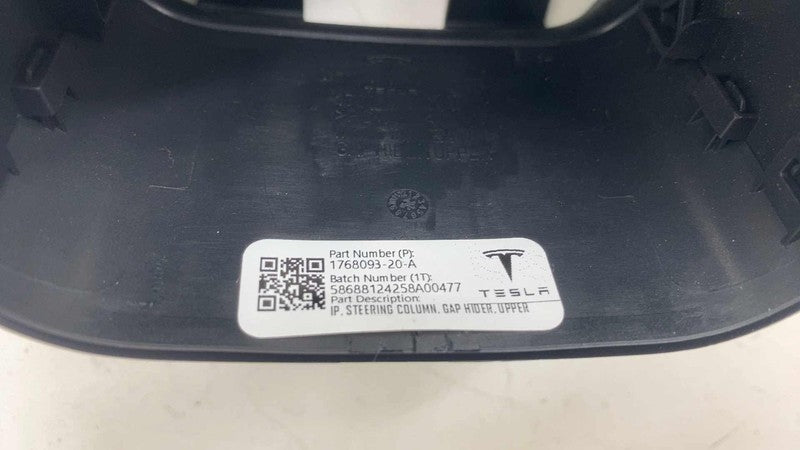 Part Number (P):
1768093-20-A
Batch Number (1T):
58688124258A00477
Part Description:
IP, STEERING COLUMN, GAP HIDER, UPPER
TESLA